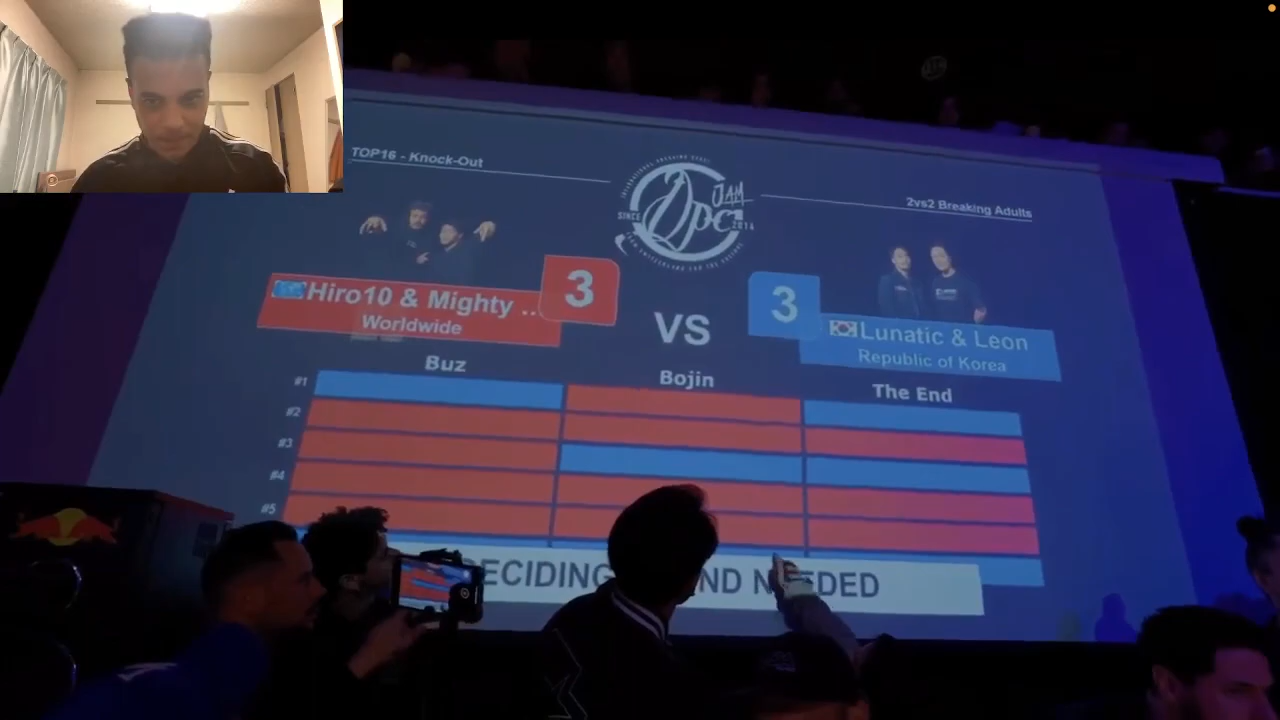 TOP16 - Knock-Out
JAM
Dpc
SINCE
2014
2vs2 Breaking Adults
Hiro10 & Mighty ..
Worldwide
3
VS
3
Lunatic & Leon
Republic of Korea
Buz
Bojin
The End
#1
#2
#3
#4
#5
ECIDING ND N EDED